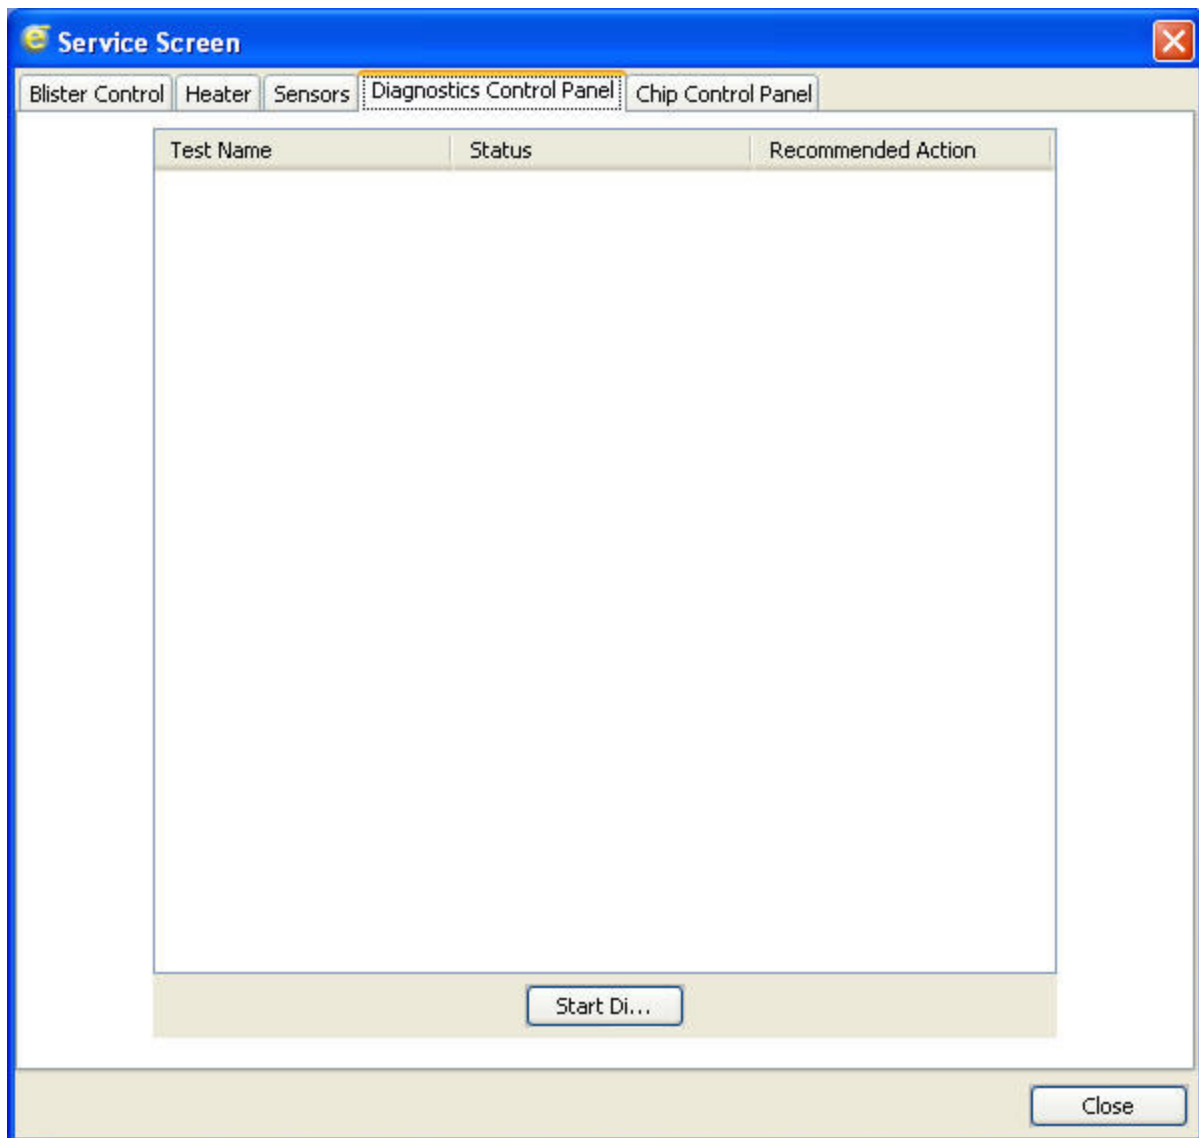 Service Screen
Blister Control Heater Sensors Diagnostics Control Panel Chip Control Panel
Test Name Status Recommended Action
Start Di...
Close